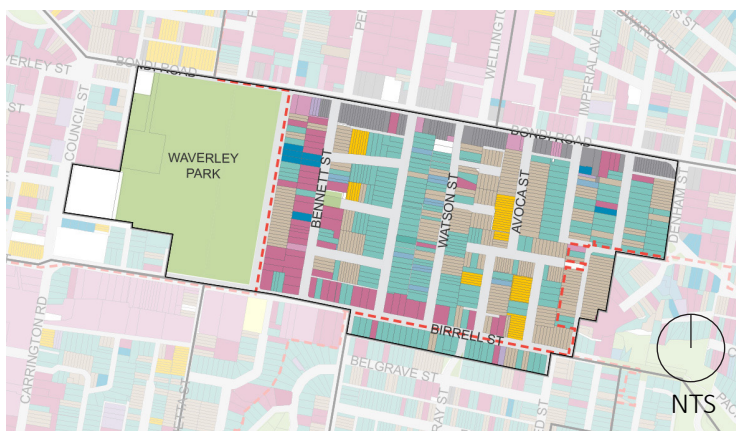 BONDI ROAD
WELLINGTON
IMPERIAL AVE
VERLEY ST
COUNCIL ST
BONDI ROAD
WAVERLEY
PARK
BENNETT ST
WATSON ST
AVOCA ST
DENHAM ST
CARRINGTON RD
BIRRELL ST
BELGRAVE ST
NTS